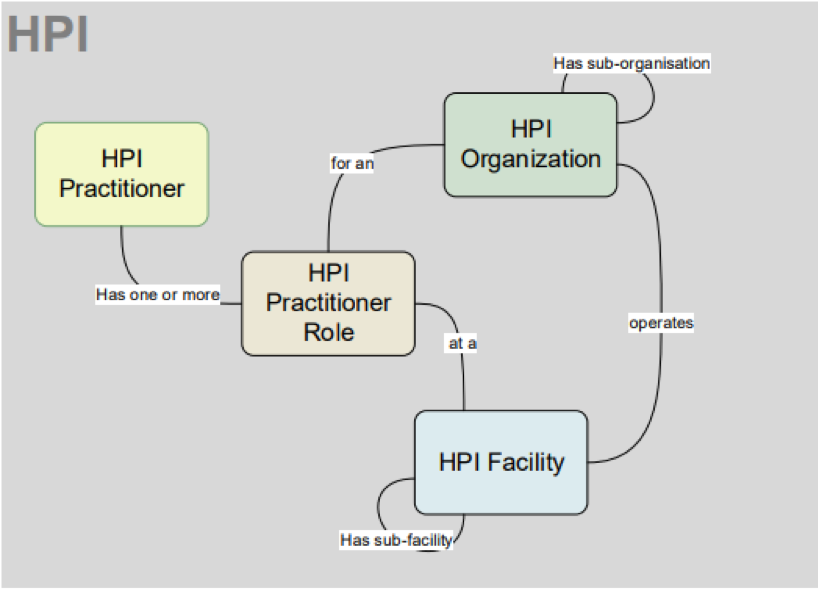 HPI
Has sub-organisation
HPI
Organization
HPI
Practitioner
for an
HPI
Practitioner
Role
Has one or more
operates
at a
HPI Facility
Has sub-facility